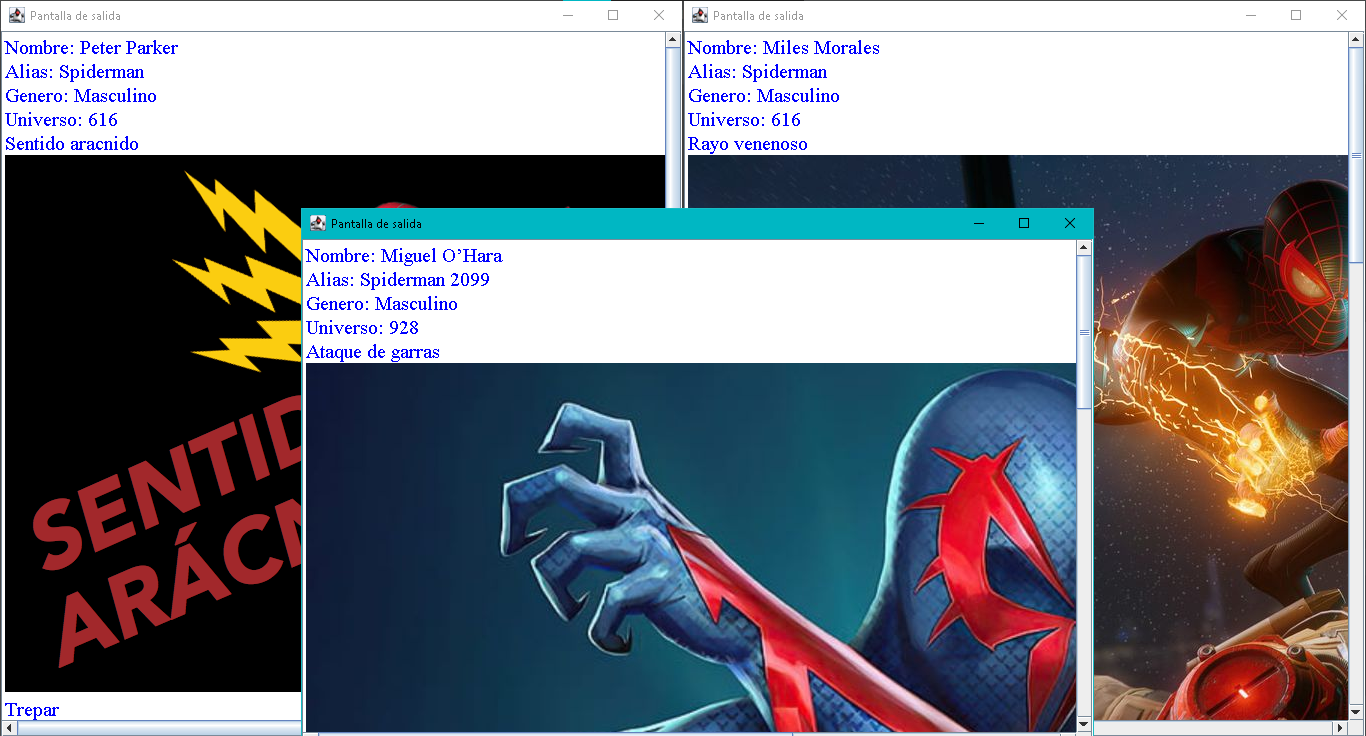 Pantalla de salida
Nombre: Peter Parker
Alias: Spiderman
Genero: Masculino
Universo: 616
Sentido aracnido
SENTID
ARÁC
Trepar
Pantalla de salida
Nombre: Miles Morales
Alias: Spiderman
Genero: Masculino
Universo: 616
Rayo venenoso
Pantalla de salida
Nombre: Miguel O’Hara
Alias: Spiderman 2099
Genero: Masculino
Universo: 928
Ataque de garras